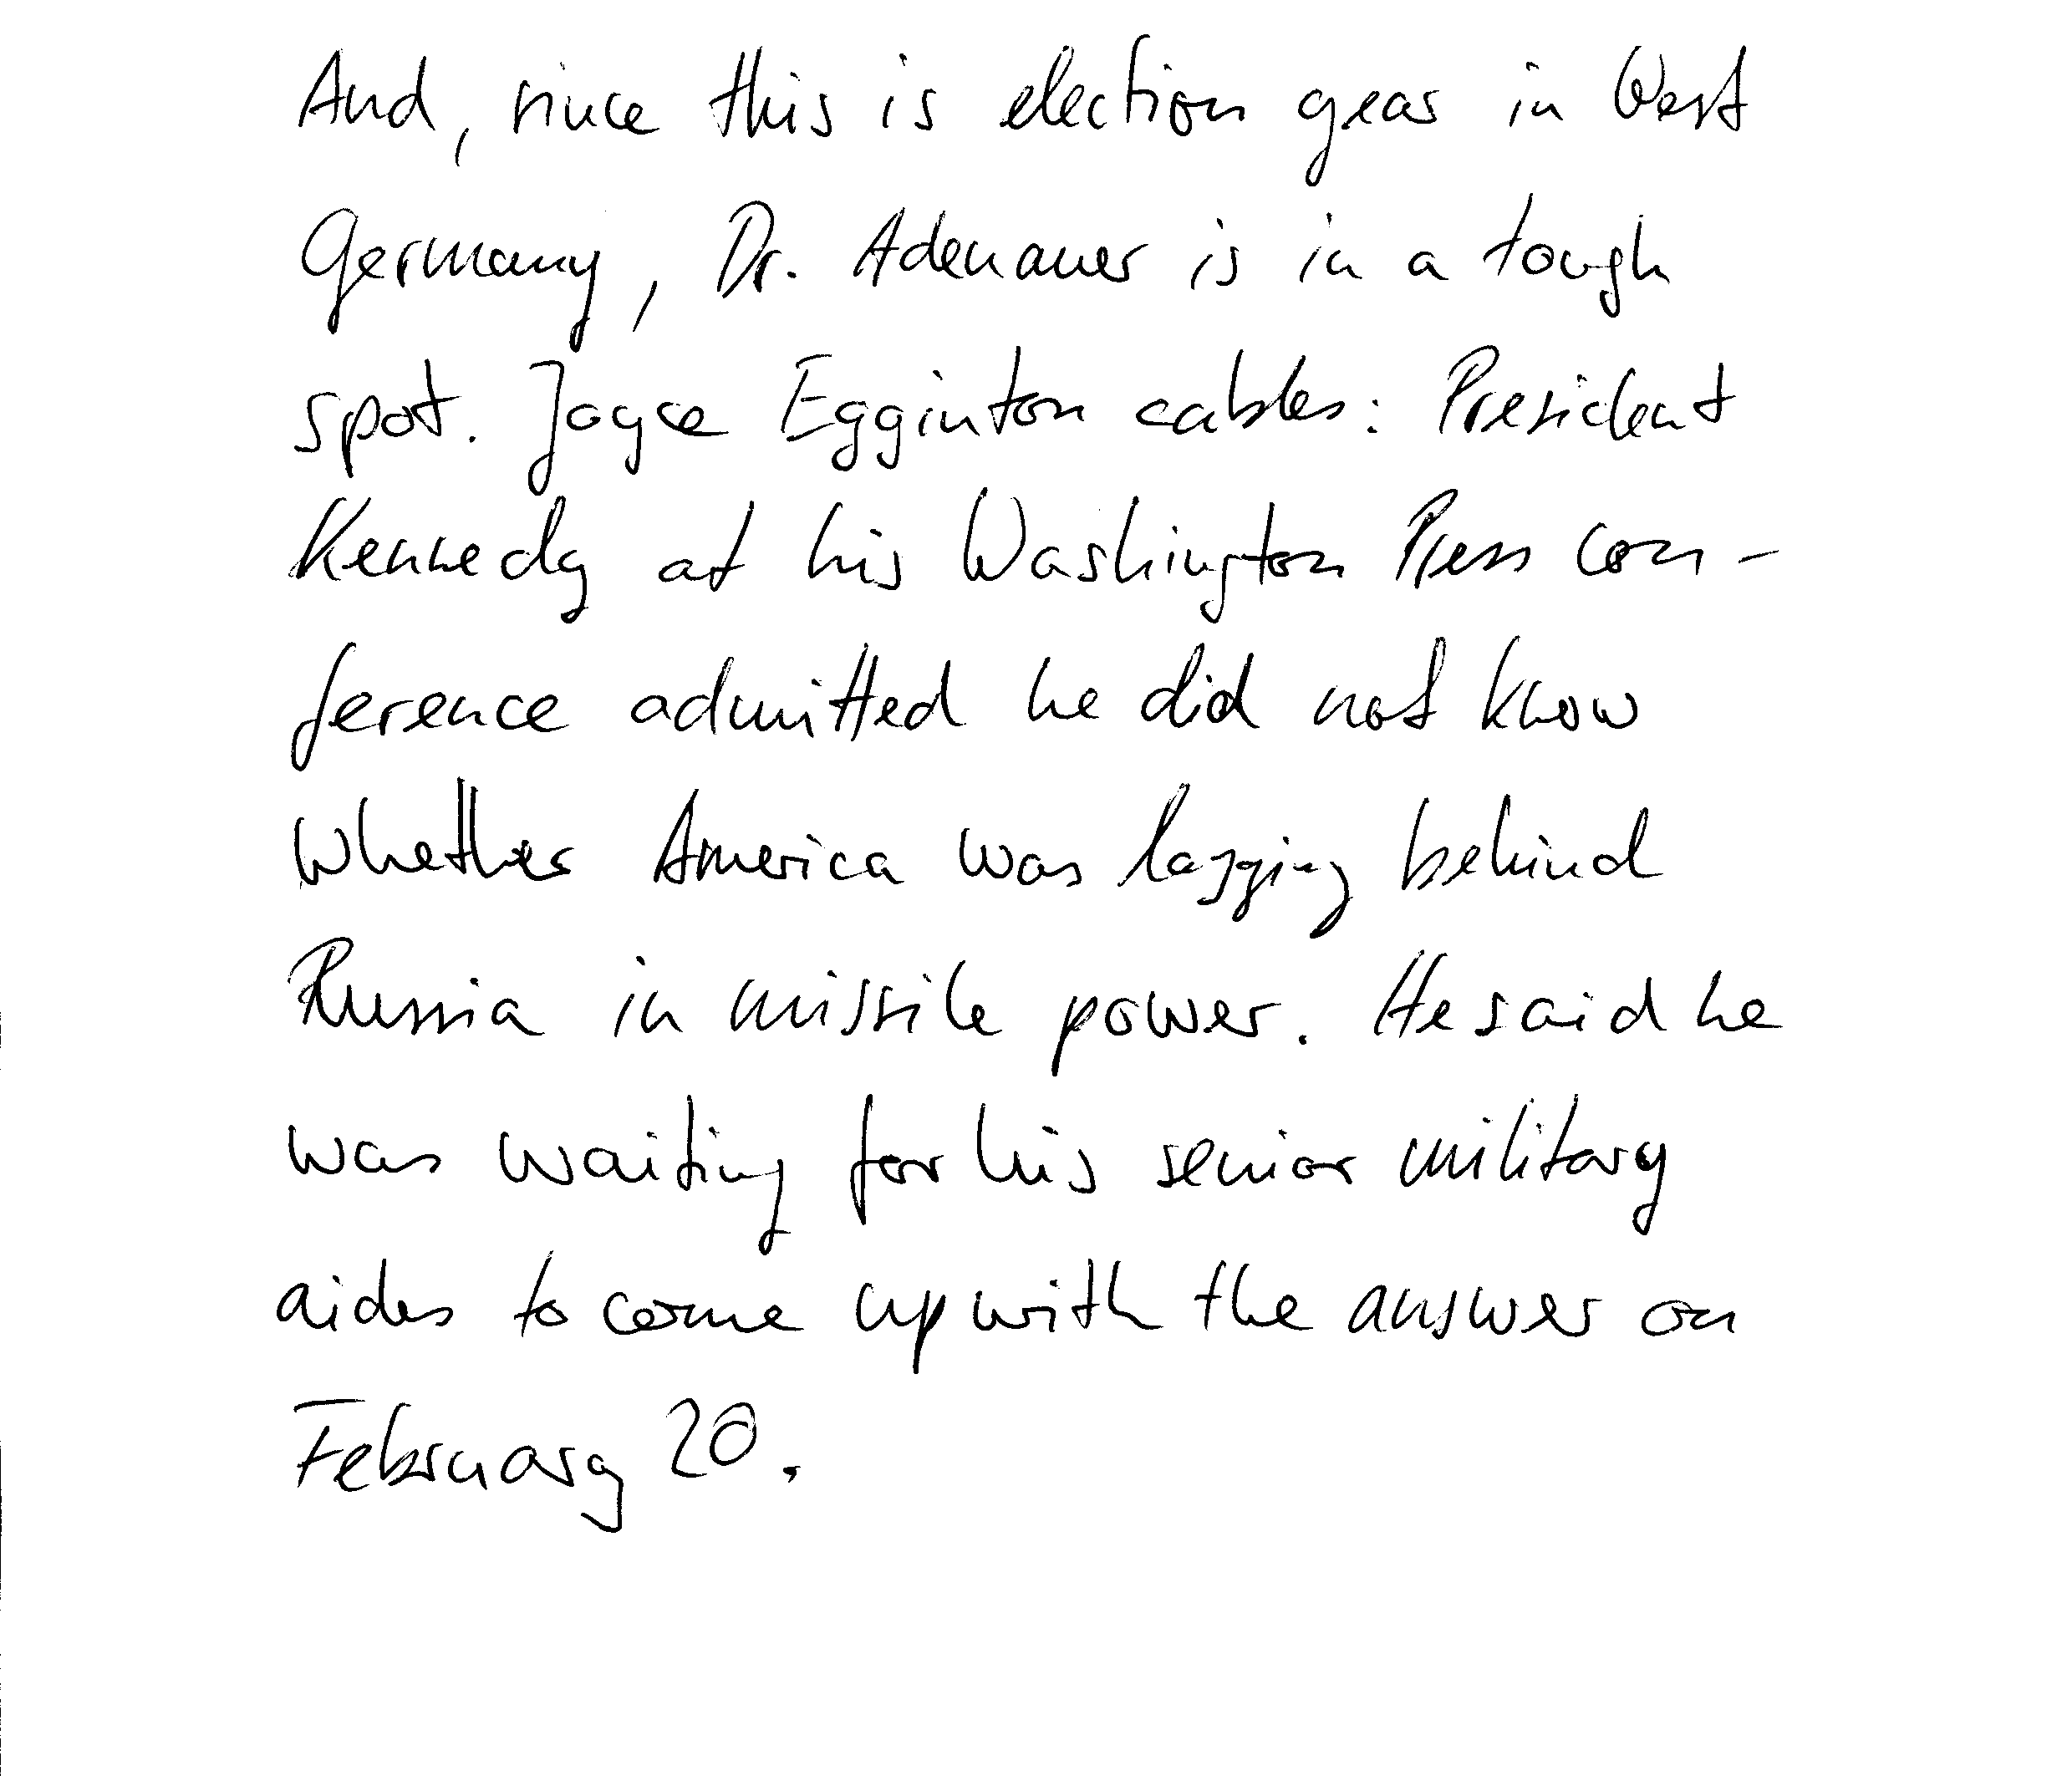 And, since this is election year in West
Germany, Dr. Adenauer is in a tough
spot. Joyce Egginton cables: President
Kennedy at his Washington Press con-
ference admitted he did not know
whether America was lagging behind
Russia in missile power. He said he
was waiting for his senior military
aides to come up with the answer on
February 20.